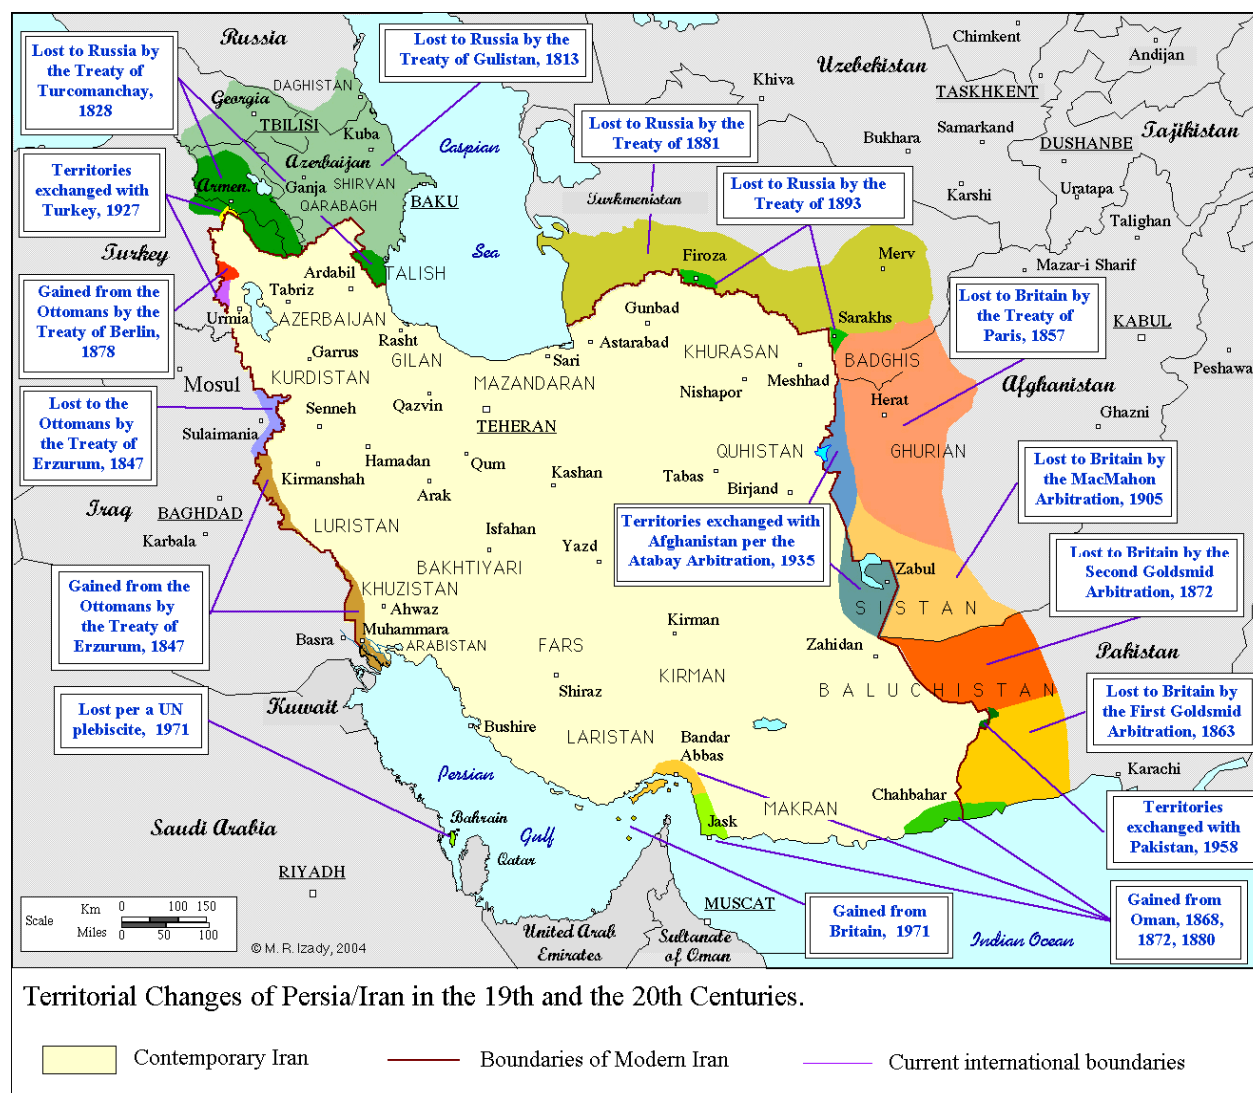 Russia
Lost to Russia by
the Treaty of
Turcomanchay,
1828
Lost to Russia by the
Treaty of Gulistan, 1813
Uzebekistan
Chimkent
Andijan
Khiva
TASKHKENT
DAGHISTAN
Georgia
TBILISI
Kuba
Caspian
Sea
Lost to Russia by the
Treaty of 1881
Bukhara
Samarkand
Tajikistan
DUSHANBE
Territories
exchanged with
Turkey, 1927
Azerbaijan
Armen.
Ganja
SHIRVAN
QARABAGH
BAKU
Turkmenistan
Lost to Russia by the
Treaty of 1893
Karshi
Uratapa
Talighan
Turkey
TALISH
Ardabil
Tabriz
Firoza
Merv
Mazar-i Sharif
Gained from the
Ottomans by the
Treaty of Berlin,
1878
Urmia
AZERBAIJAN
Rasht
GILAN
Gunbad
Astarabad
Sarakhs
Lost to Britain by
the Treaty of
Paris, 1857
KABUL
Peshawa
Garrus
KURDISTAN
Sari
MAZANDARAN
KHURASAN
Meshhad
Nishapor
BADGHIS
Afghanistan
Mosul
Lost to the
Ottomans by
the Treaty of
Erzurum, 1847
Senneh
Qazvin
TEHERAN
Herat
Ghazni
Sulaimania
Hamadan
Qum
QUHISTAN
GHURIAN
Kirmanshah
Arak
Kashan
Tabas
Birjand
Lost to Britain by
the MacMahon
Arbitration, 1905
Iraq
BAGHDAD
Karbala
LURISTAN
Isfahan
Yazd
Territories exchanged with
Afghanistan per the
Atabay Arbitration, 1935
Lost to Britain by the
Second Goldsmid
Arbitration, 1872
BAKHTIYARI
KHUZISTAN
Zabul
SISTAN
Gained from the
Ottomans by
the Treaty of
Erzurum, 1847
Ahwaz
Basra
Muhammara
ARABISTAN
FARS
Kirman
Zahidan
Pakistan
Kuwait
Shiraz
KIRMAN
BALUCHISTAN
Lost to Britain by
the First Goldsmid
Arbitration, 1863
Lost per a UN
plebiscite, 1971
Bushire
LARISTAN
Bandar
Abbas
Karachi
Persian
Gulf
MAKRAN
Chahbahar
Jask
Territories
exchanged with
Pakistan, 1958
Saudi Arabia
Bahrain
Qatar
RIYADH
MUSCAT
Gained from
Britain, 1971
Gained from
Oman, 1868,
1872, 1880
Indian Ocean
United Arab
Emirates
Sultanate
of Oman
Scale
Km 0 100 150
Miles 0 50 100
© M. R. Izady, 2004
Territorial Changes of Persia/Iran in the 19th and the 20th Centuries.
Contemporary Iran
Boundaries of Modern Iran
Current international boundaries